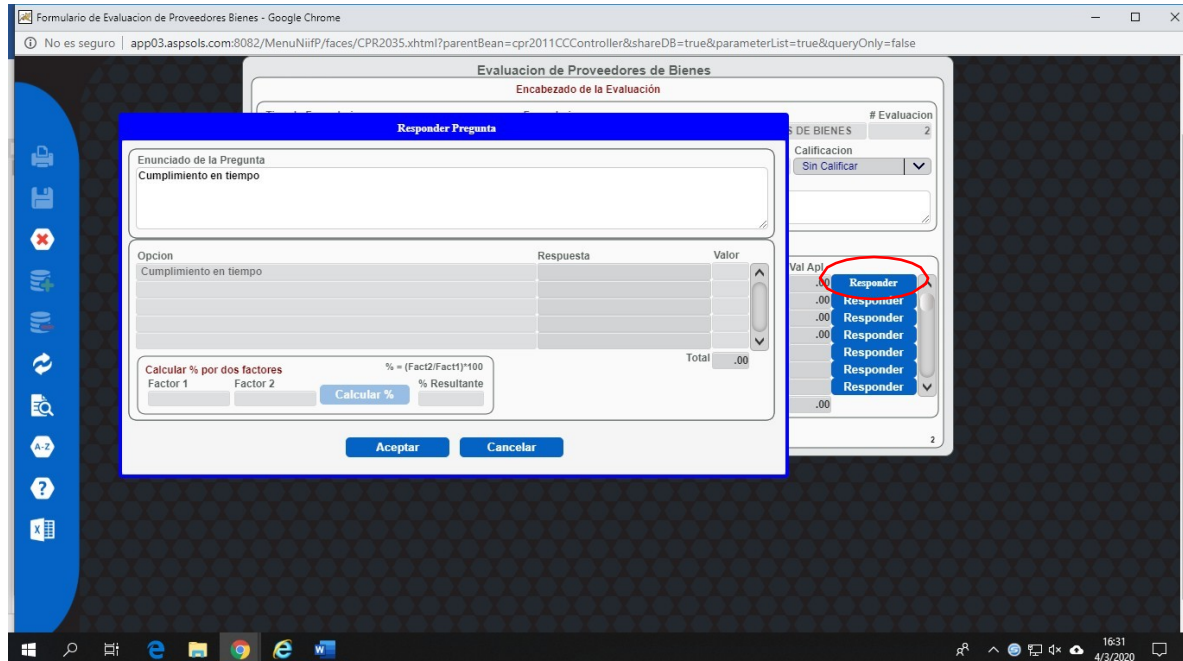 Formulario de Evaluacion de Proveedores Bienes - Google Chrome
No es seguro | app03.aspsols.com:8082/MenuNiifP/faces/CPR2035.xhtml?parentBean=cpr2011CCController&shareDB=true&parameterList=true&queryOnly=false
Evaluacion de Proveedores de Bienes
Encabezado de la Evaluación
# Evaluacion
S DE BIENES 2
Calificacion
Sin Calificar
Responder Pregunta
Enunciado de la Pregunta
Cumplimiento en tiempo
Opcion Respuesta Valor
Cumplimiento en tiempo
Total .00
Calcular % por dos factores % = (Fact2/Fact1)*100
Factor 1 Factor 2 Calcular % % Resultante
Aceptar Cancelar
Val Apl
.00 Responder
.00 Responder
.00 Responder
.00 Responder
Responder
Responder
Responder
.00
2
A-Z
?
X
16:31
4/3/2020